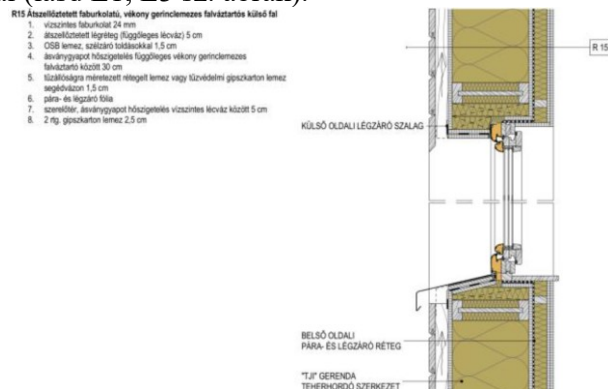 R15 Átszellőztetett faburkolatú, vékony gerinclemezes falváztartós külső fal
1. vízszintes faburkolat 24 mm
2. átszellőztetett légréteg (függőleges lécváz) 5 cm
3. OSB lemez, szélzáró toldásokkal 1,5 cm
4. ásványgyapot hőszigetelés függőleges vékony gerinclemezes
falváztartó között 30 cm
5. tűzállóságra méretezett rétegelt lemez vagy tűzvédelmi gipszkarton lemez
segédvázon 1,5 cm
6. pára- és légzáró fólia
7. szerelőtér, ásványgyapot hőszigetelés vízszintes lécváz között 5 cm
8. 2 rtg. gipszkarton lemez 2,5 cm
R 15
KÜLSŐ OLDALI LÉGZÁRÓ SZALAG
BELSŐ OLDALI
PÁRA- ÉS LÉGZÁRÓ RÉTEG
"TJI" GERENDA
TEHERHORDÓ SZERKEZET